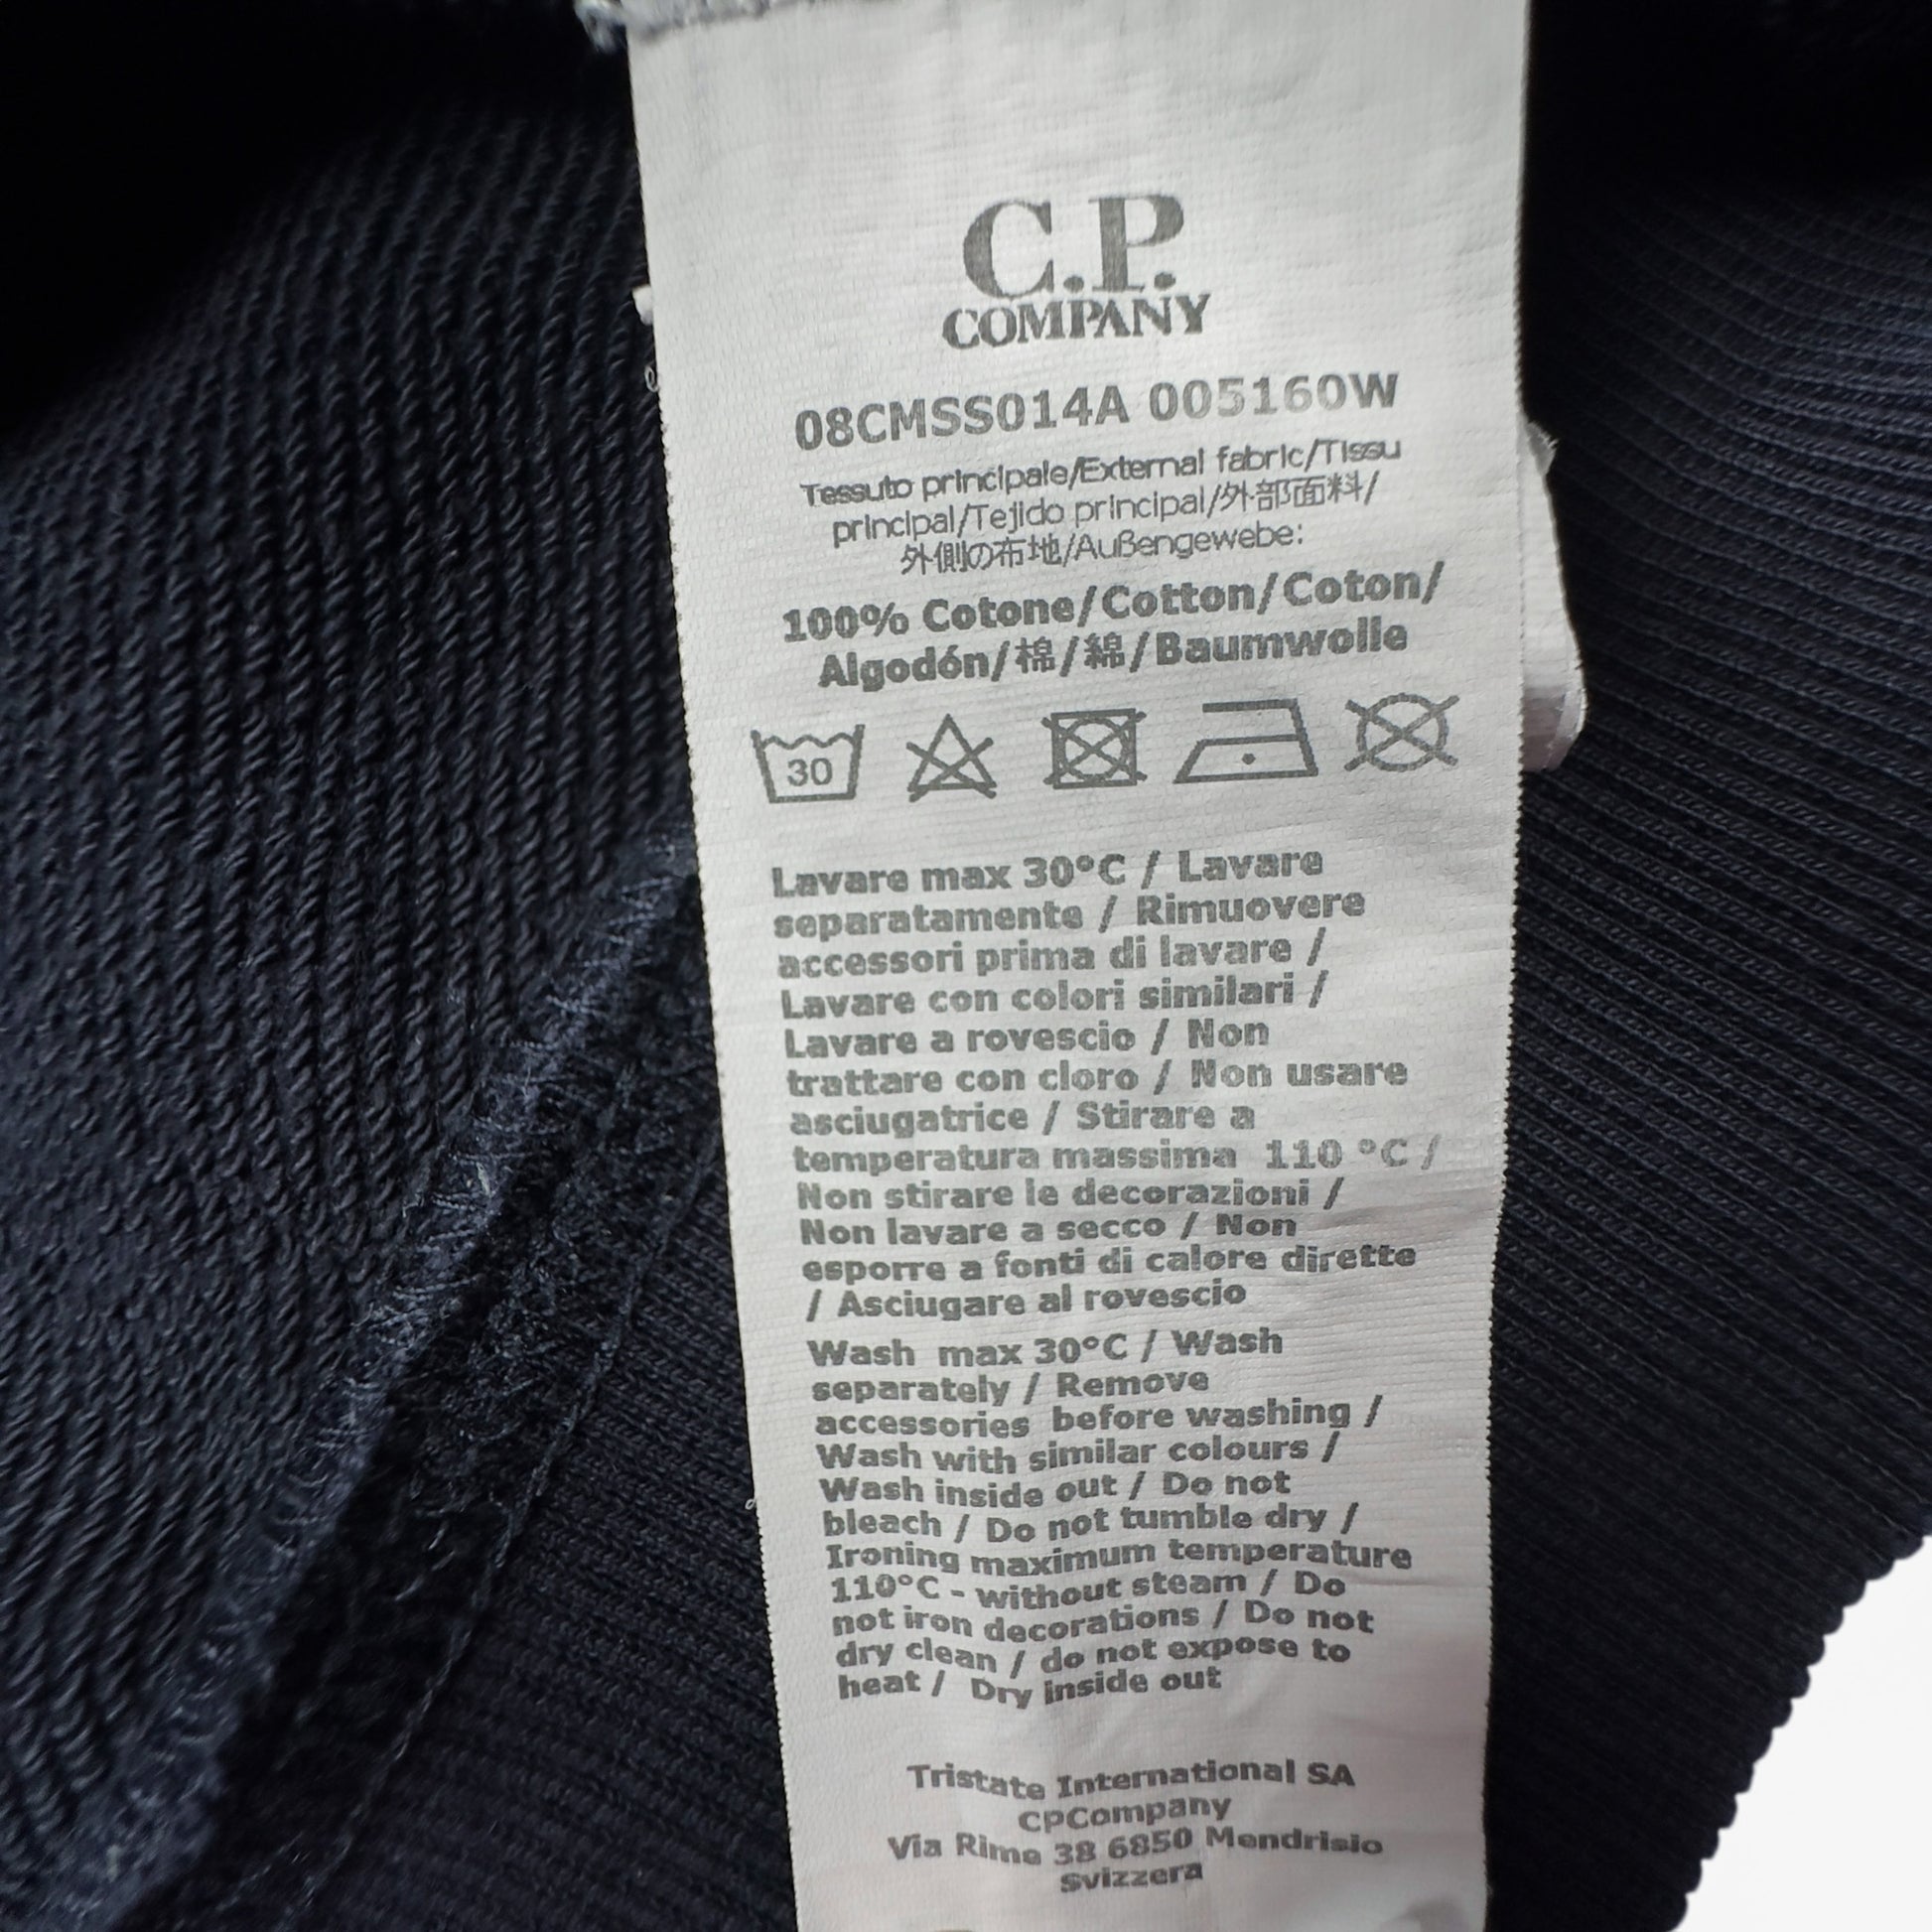 C.P.
COMPANY
08CMSS014A 005160W
Tessuto principale/External fabric/Tissu
principal/Tejido principal/外部面料/
外側の布地/Außengewebe:
100% Cotone/Cotton/Coton/
Algodón/棉/綿/Baumwolle
30
Lavare max 30°C / Lavare
separatamente / Rimuovere
accessori prima di lavare /
Lavare con colori similari /
Lavare a rovescio / Non
trattare con cloro / Non usare
asciugatrice / Stirare a
temperatura massima 110 °C /
Non stirare le decorazioni /
Non lavare a secco / Non
esporre a fonti di calore dirette
/ Asciugare al rovescio
Wash max 30°C / Wash
separately / Remove
accessories before washing /
Wash with similar colours /
Wash inside out / Do not
bleach / Do not tumble dry /
Ironing maximum temperature
110°C - without steam / Do
not iron decorations / Do not
dry clean / do not expose to
heat / Dry inside out
Tristate International SA
CPCompany
Via Rime 38 6850 Mendrisio
Svizzera